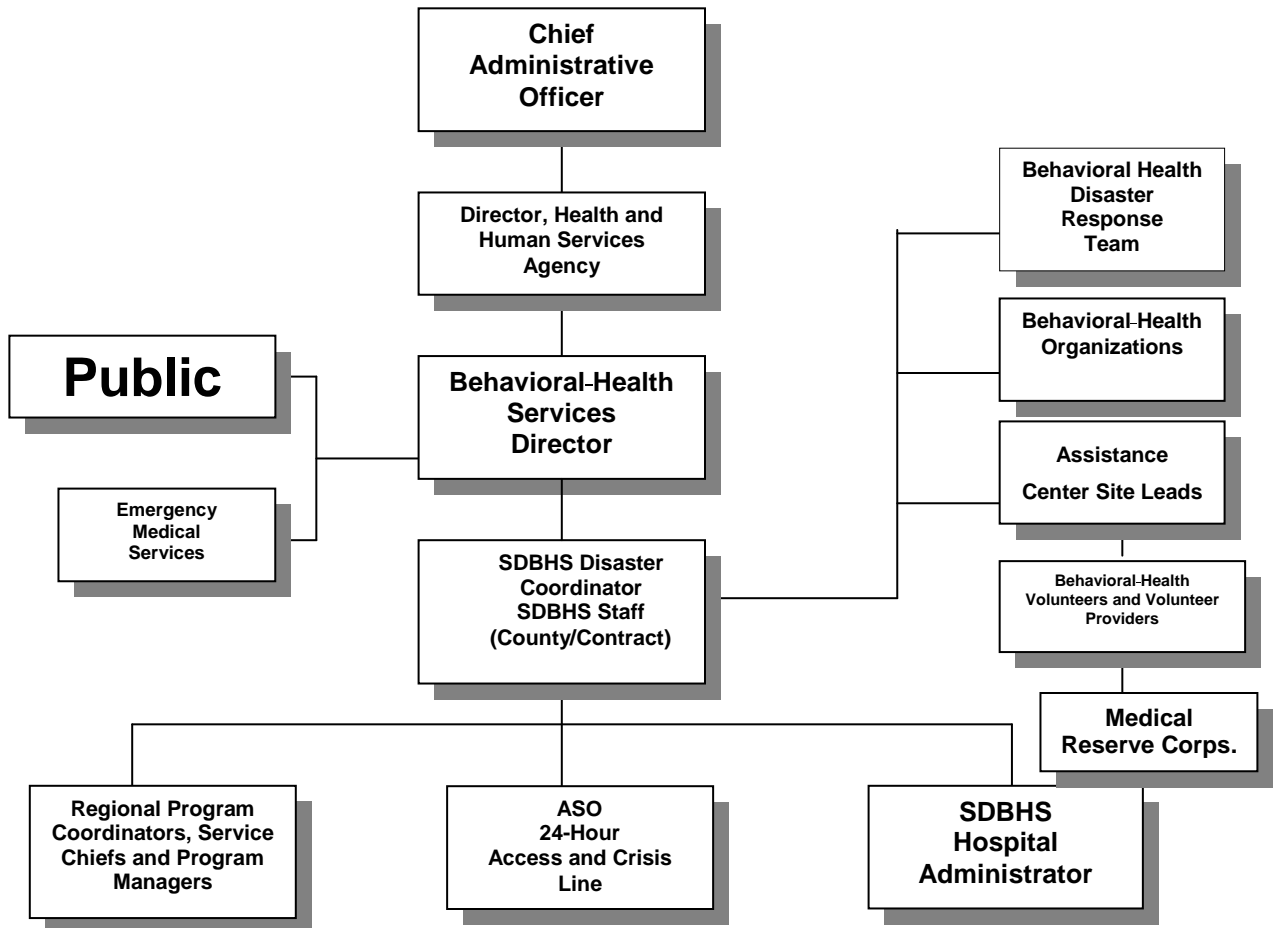 Chief
Administrative
Officer
Director, Health and
Human Services
Agency
Behavioral Health
Disaster
Response
Team
Behavioral-Health
Organizations
Public
Behavioral-Health
Services
Director
Assistance
Center Site Leads
Emergency
Medical
Services
SDBHS Disaster
Coordinator
SDBHS Staff
(County/Contract)
Behavioral-Health
Volunteers and Volunteer
Providers
Medical
Reserve Corps.
Regional Program
Coordinators, Service
Chiefs and Program
Managers
ASO
24-Hour
Access and Crisis
Line
SDBHS
Hospital
Administrator